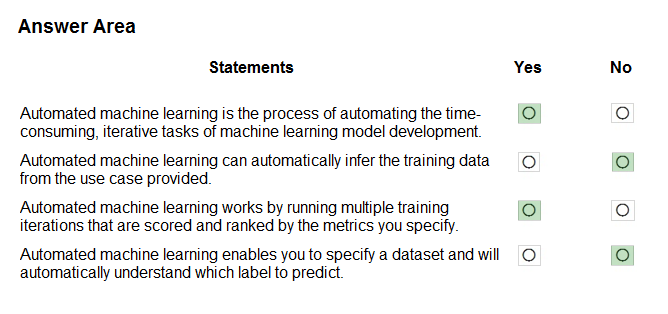 Answer Area
Statements Yes No
Automated machine learning is the process of automating the time-
consuming, iterative tasks of machine learning model development.
Automated machine learning can automatically infer the training data
from the use case provided.
Automated machine learning works by running multiple training
iterations that are scored and ranked by the metrics you specify.
Automated machine learning enables you to specify a dataset and will
automatically understand which label to predict.